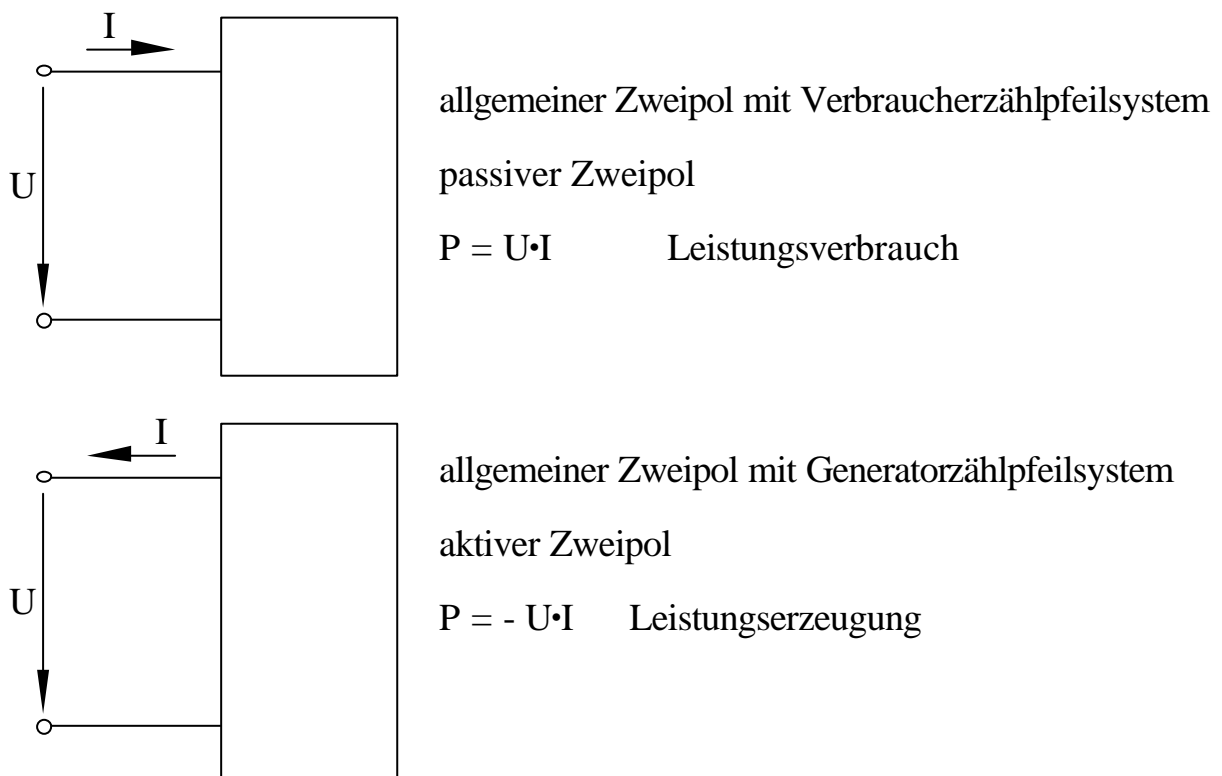 I
allgemeiner Zweipol mit Verbraucherzählpfeilsystem
passiver Zweipol
U
P = U•I Leistungsverbrauch
I
allgemeiner Zweipol mit Generatorzählpfeilsystem
aktiver Zweipol
U
P = - U•I Leistungserzeugung